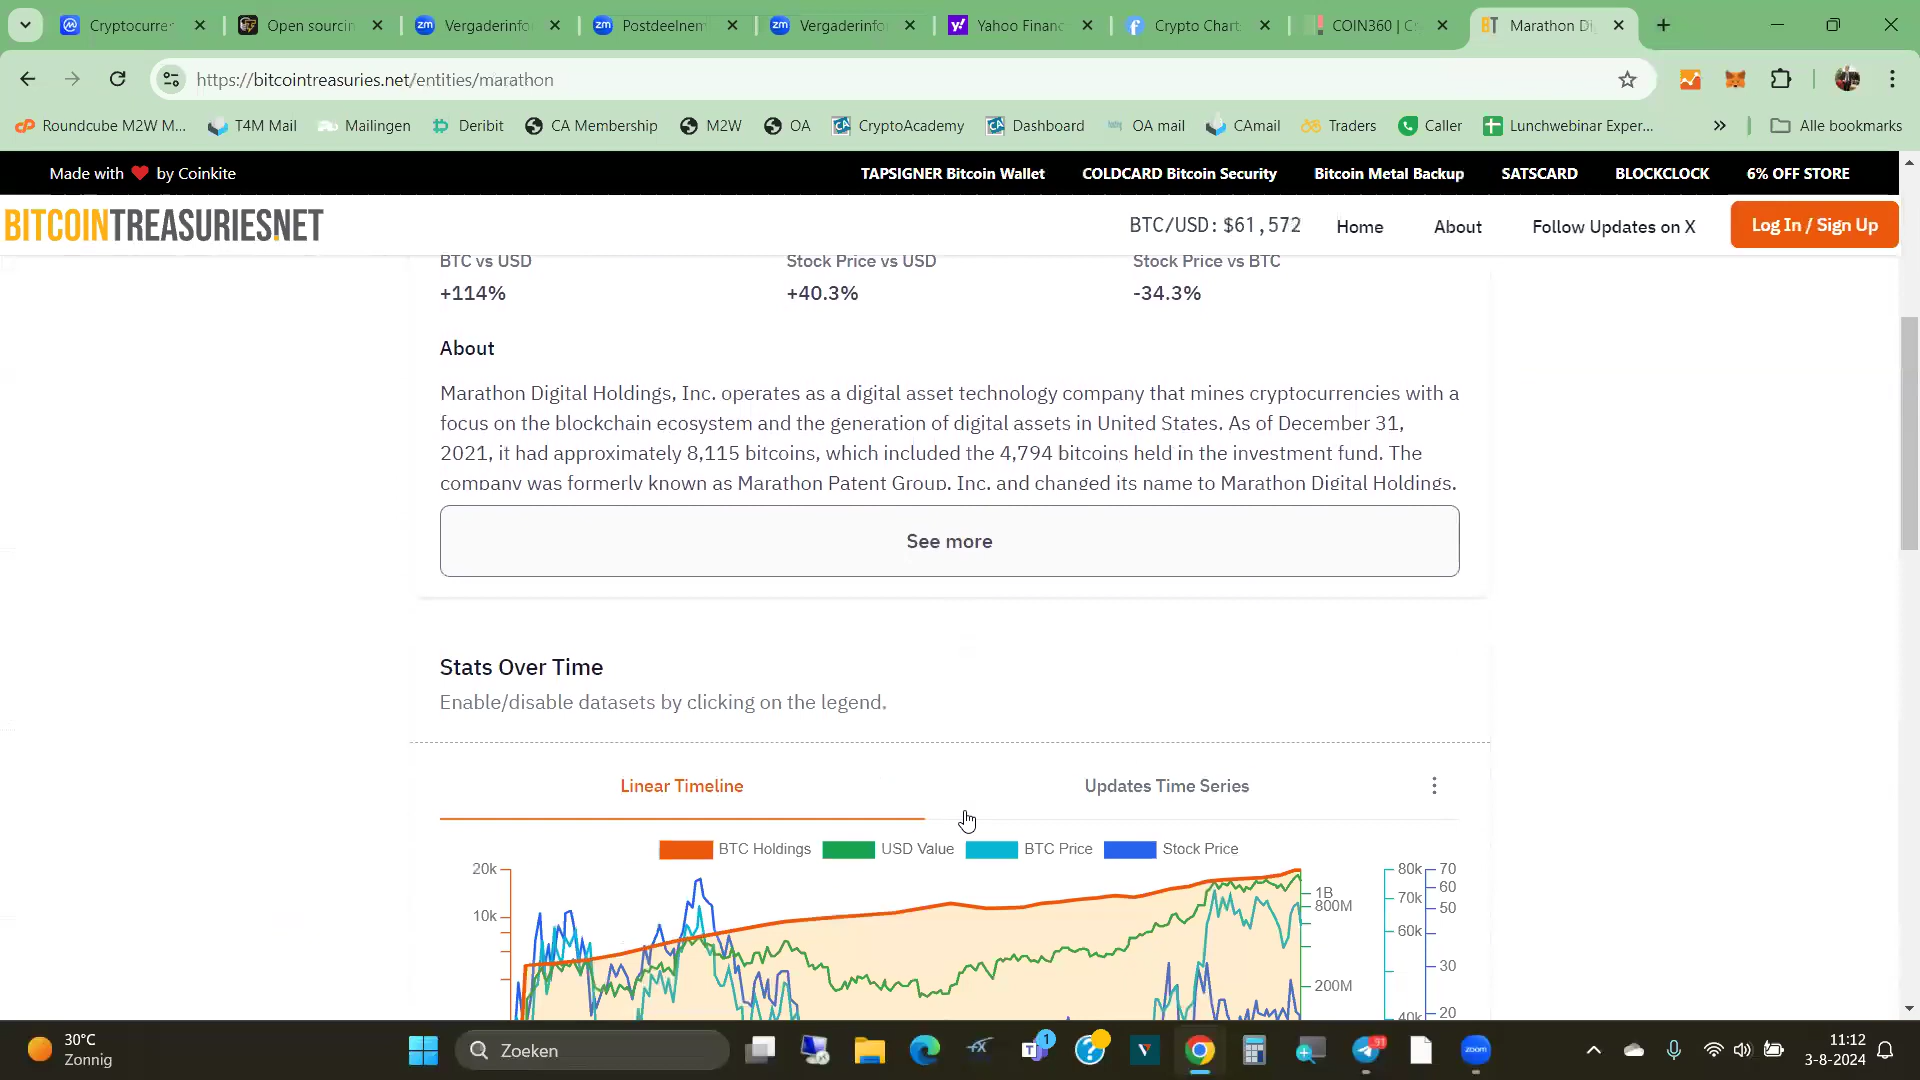 Cryptocurre
Open sourcin
Vergaderinfo
Postdeelnem
Vergaderinfo
Yahoo Financ
Crypto Chart
COIN360 | C
Marathon Di
https://bitcointreasuries.net/entities/marathon
Roundcube M2W M...
T4M Mail
Mailingen
Deribit
CA Membership
M2W
OA
CryptoAcademy
Dashboard
OA mail
CAmail
Traders
Caller
Lunchwebinar Exper...
Alle bookmarks
Made with by Coinkite
TAPSIGNER Bitcoin Wallet
COLDCARD Bitcoin Security
Bitcoin Metal Backup
SATSCARD
BLOCKCLOCK
6% OFF STORE
BITCOINTREASURIES.NET
BTC/USD: $61,572
Home
About
Follow Updates on X
Log In / Sign Up
BTC vs USD
Stock Price vs USD
Stock Price vs BTC
+114%
+40.3%
-34.3%
About
Marathon Digital Holdings, Inc. operates as a digital asset technology company that mines cryptocurrencies with a
focus on the blockchain ecosystem and the generation of digital assets in United States. As of December 31,
2021, it had approximately 8,115 bitcoins, which included the 4,794 bitcoins held in the investment fund. The
company was formerly known as Marathon Patent Group, Inc. and changed its name to Marathon Digital Holdings,
See more
Stats Over Time
Enable/disable datasets by clicking on the legend.
Linear Timeline
Updates Time Series
BTC Holdings
USD Value
BTC Price
Stock Price
20k
10k
1B
800M
200M
80k
70k
60k
40k
70
60
50
30
20
30°C
Zonnig
Zoeken
1
91
zoom
11:12
3-8-2024